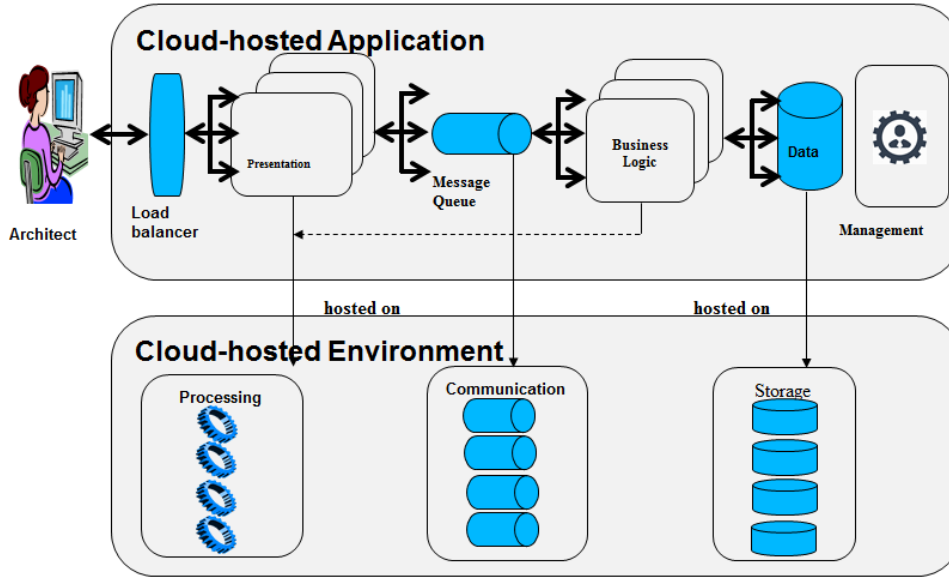 Cloud-hosted Application
Presentation
Business
Logic
Data
Message
Queue
Load
balancer
Architect
Management
hosted on
hosted on
Cloud-hosted Environment
Processing
Communication
Storage